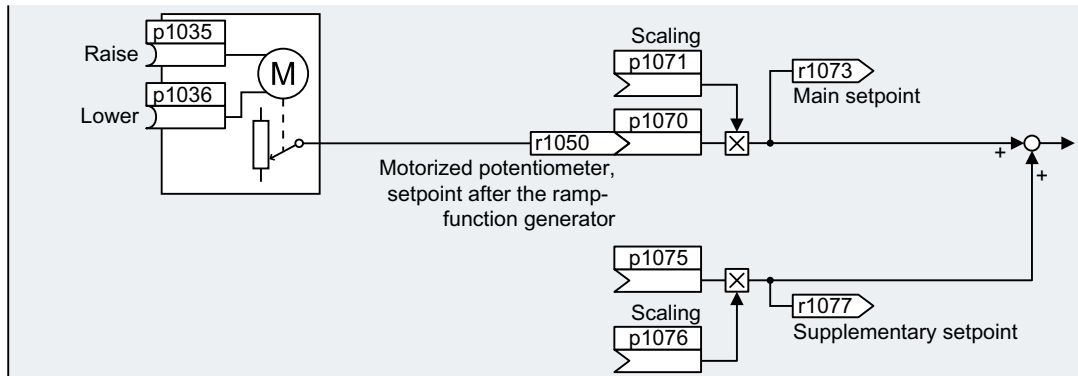 p1035
Raise
p1036
Lower
M
r1050
Motorized potentiometer,
setpoint after the ramp-
function generator
Scaling
p1071
p1070
r1073
Main setpoint
+
+
p1075
Scaling
p1076
r1077
Supplementary setpoint